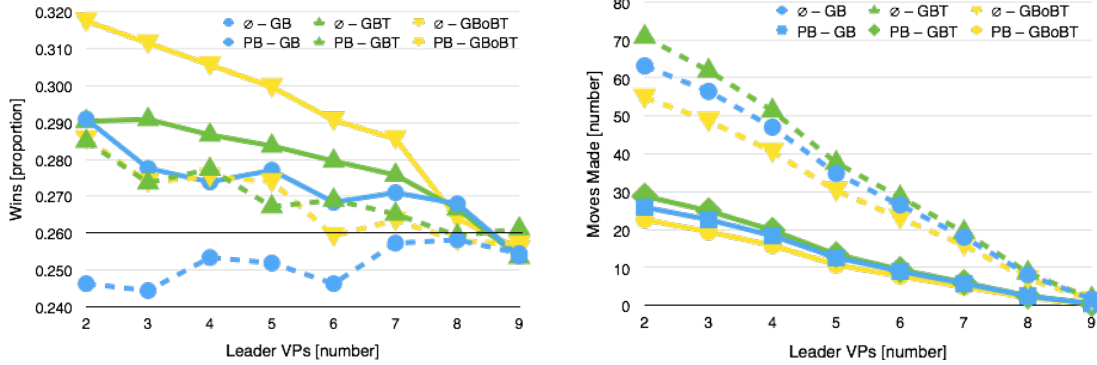 0.320
∅ – GB ∅ – GBT ∅ – GBoBT
PB – GB PB – GBT PB – GBoBT
0.310
0.300
0.290
0.280
0.270
0.260
0.250
0.240
Wins [proportion]
2 3 4 5 6 7 8 9
Leader VPs [number]
80
∅ – GB ∅ – GBT ∅ – GBoBT
PB – GB PB – GBT PB – GBoBT
70
60
50
40
30
20
10
0
Moves Made [number]
2 3 4 5 6 7 8 9
Leader VPs [number]